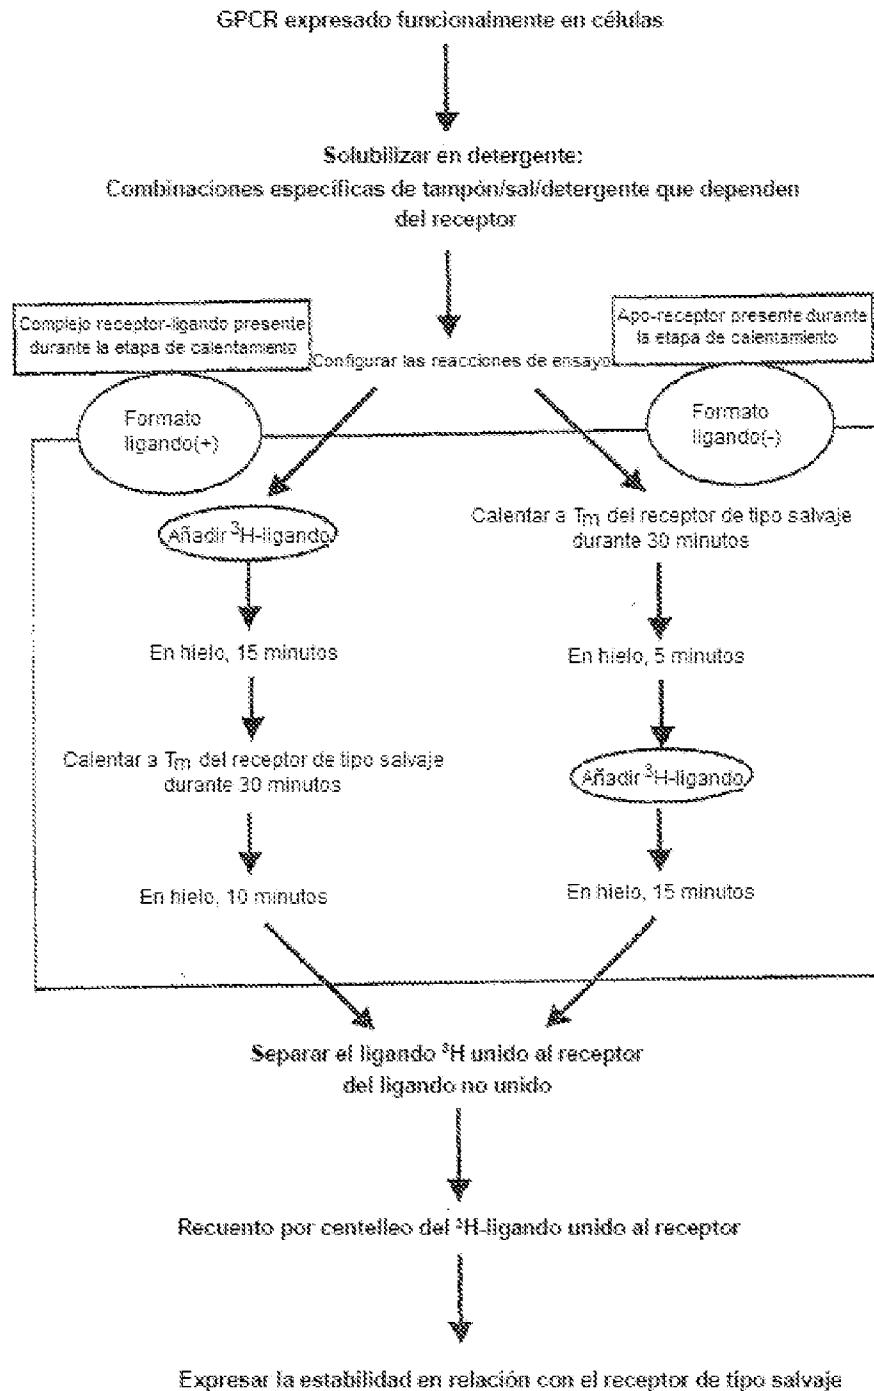 GPCR expresado funcionalmente en células
Solubilizar en detergente:
Combinaciones específicas de tampón/sal/detergente que dependen
del receptor
Complejo receptor-ligando presente
durante la etapa de calentamiento
Apo-receptor presente durante
la etapa de calentamiento
Configurar las reacciones de ensayo
Formato
ligando(+)
Formato
ligando(-)
Añadir ³H-ligando
En hielo, 15 minutos
Calentar a Tm del receptor de tipo salvaje
durante 30 minutos
En hielo, 10 minutos
Calentar a Tm del receptor de tipo salvaje
durante 30 minutos
En hielo, 5 minutos
Añadir ³H-ligando
En hielo, 15 minutos
Separar el ligando ³H unido al receptor
del ligando no unido
Recuento por centelleo del ³H-ligando unido al receptor
Expresar la estabilidad en relación con el receptor de tipo salvaje